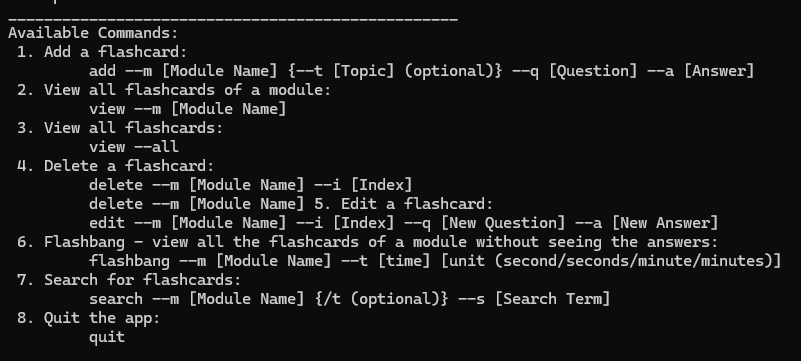 __________________________________________________
Available Commands:
1. Add a flashcard:
add --m [Module Name] {--t [Topic] (optional)} --q [Question] --a [Answer]
2. View all flashcards of a module:
view --m [Module Name]
3. View all flashcards:
view --all
4. Delete a flashcard:
delete --m [Module Name] --i [Index]
delete --m [Module Name] 5. Edit a flashcard:
edit --m [Module Name] --i [Index] --q [New Question] --a [New Answer]
6. Flashbang - view all the flashcards of a module without seeing the answers:
flashbang --m [Module Name] --t [time] [unit (second/seconds/minute/minutes)]
7. Search for flashcards:
search --m [Module Name] {/t (optional)} --s [Search Term]
8. Quit the app:
quit